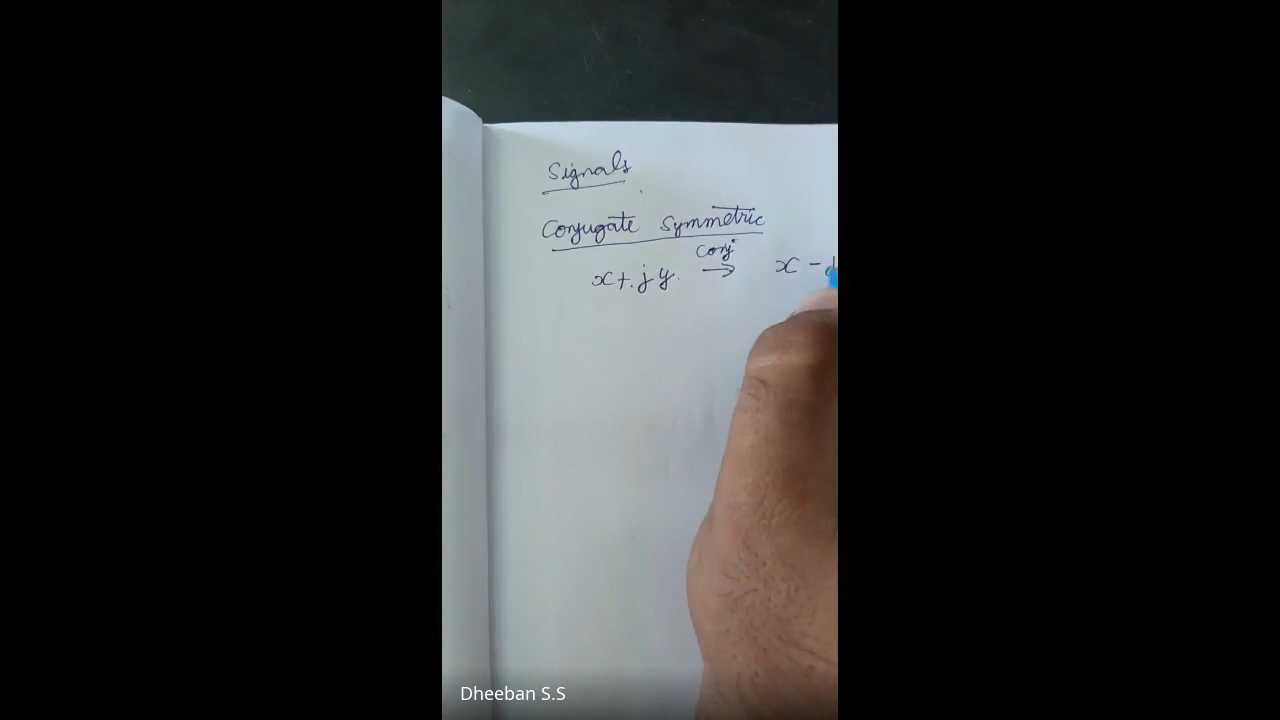 Signals
Conjugate Symmetric
x+jy. conj → x -
Dheeban S.S